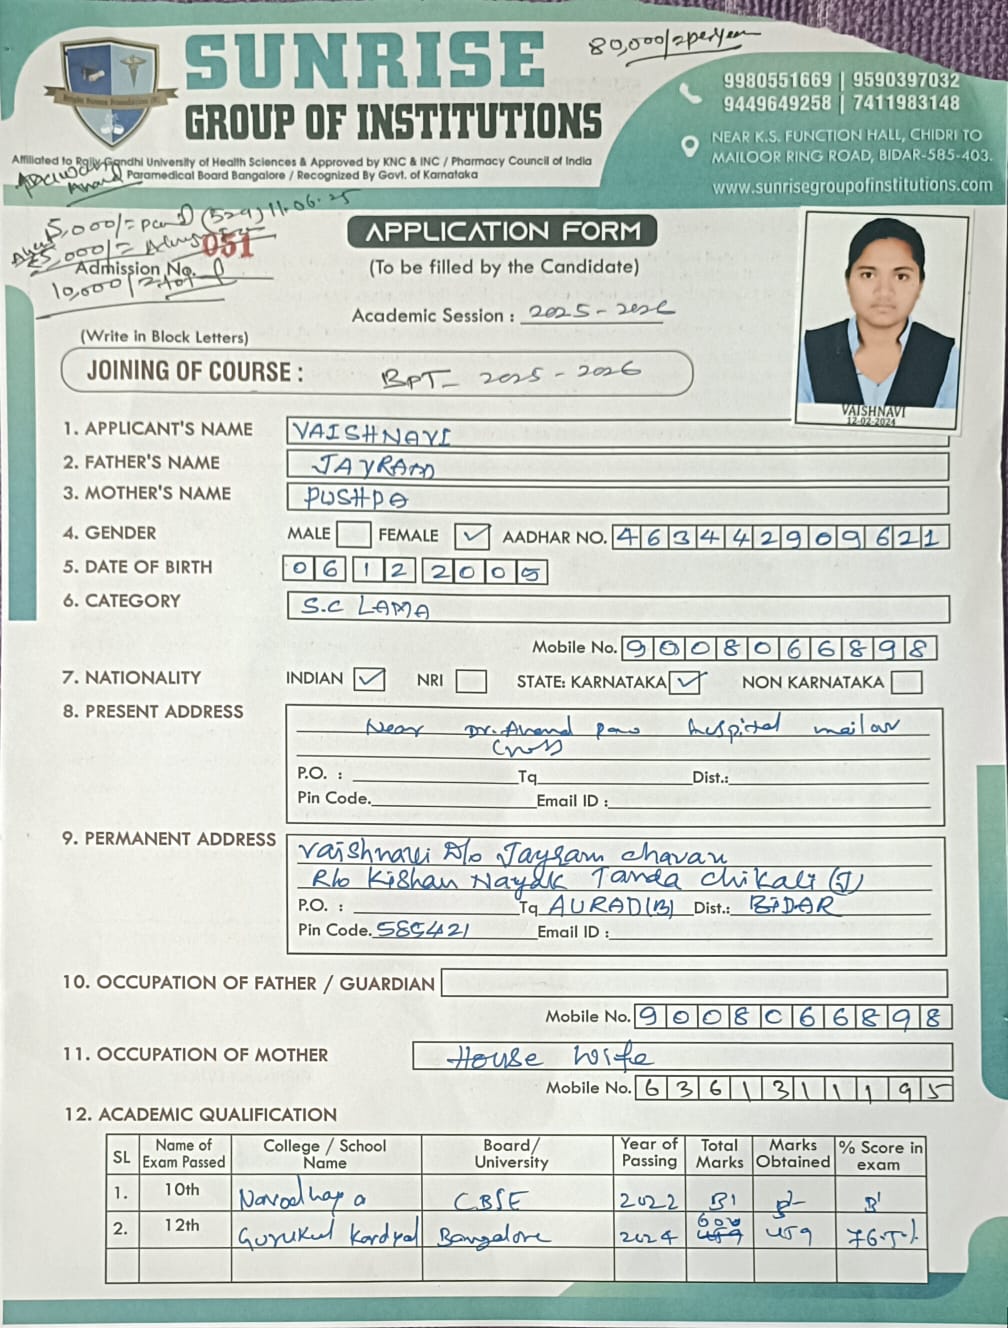 SUNRISE
GROUP OF INSTITUTIONS
80,000/- per year
9980551669 | 9590397032
9449649258 | 7411983148
NEAR K.S. FUNCTION HALL, CHIDRI TO
MAILOOR RING ROAD, BIDAR-585-403.
www.sunrisegroupofinstitutions.com
Affiliated to Rajiv Gandhi University of Health Sciences & Approved by KNC & INC / Pharmacy Council of India
Paramedical Board Bangalore / Recognized By Govt. of Karnataka
Anand
5,000/= paid (529) 11.06.25
5,000/=
051
Admission No.
10,000/-
APPLICATION FORM
(To be filled by the Candidate)
Academic Session : 2025-2026
(Write in Block Letters)
JOINING OF COURSE : BPT- 2025-2026
VAISHNAVI
12-02-2024
1. APPLICANT'S NAME VAISHNAVI
2. FATHER'S NAME JAYRAM
3. MOTHER'S NAME PUSHPA
4. GENDER MALE FEMALE ✓ AADHAR NO. 463442909621
5. DATE OF BIRTH 06 12 2005
6. CATEGORY S.C LAMA
Mobile No. 9008066898
7. NATIONALITY INDIAN ✓ NRI STATE: KARNATAKA ✓ NON KARNATAKA
8. PRESENT ADDRESS Near Dr. Anand Rao hospital mailoor
Cross
P.O. : Tq Dist.:
Pin Code. Email ID :
9. PERMANENT ADDRESS Vaishnavi D/o Jayram chavan
R/o Kishan Nayak Tanda chikali (J)
P.O. : Tq AURAD(B) Dist.: BIDAR
Pin Code. 585421 Email ID :
10. OCCUPATION OF FATHER / GUARDIAN
Mobile No. 9008066898
11. OCCUPATION OF MOTHER House wife
Mobile No. 6361311195
12. ACADEMIC QUALIFICATION
SL Name of Exam Passed College / School Name Board/ University Year of Passing Total Marks Marks Obtained % Score in exam
1. 10th Navodhaya CBSE 2022 B1 B'
2. 12th Gurukul Bangalore 2024 600 459 76.5%